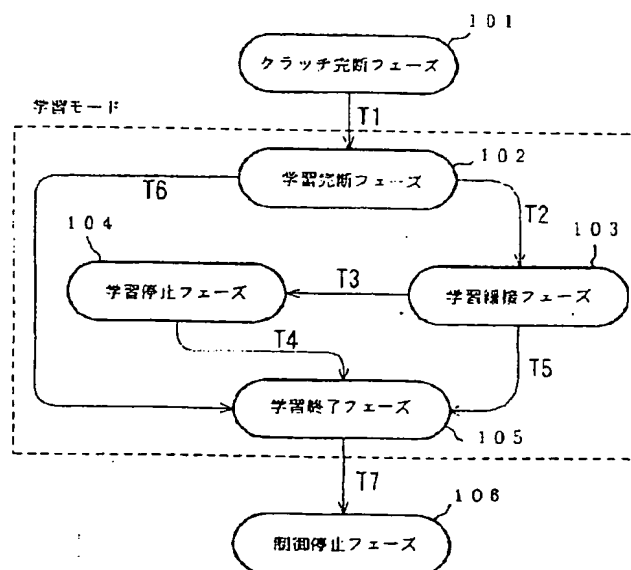 101
クラッチ完断フェーズ
学習モード
T1
102
学習完断フェーズ
T6
T2
104
103
学習停止フェーズ
T3
学習緩接フェーズ
T4
T5
学習終了フェーズ
105
T7
106
制御停止フェーズ